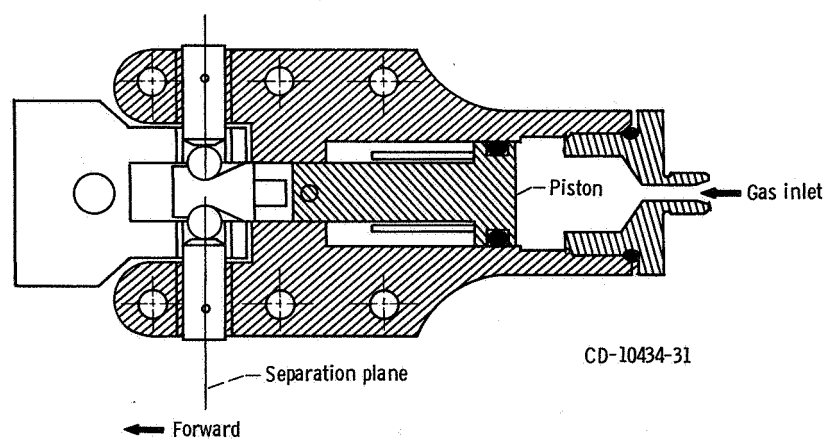 Piston
Gas inlet
CD-10434-31
Separation plane
Forward